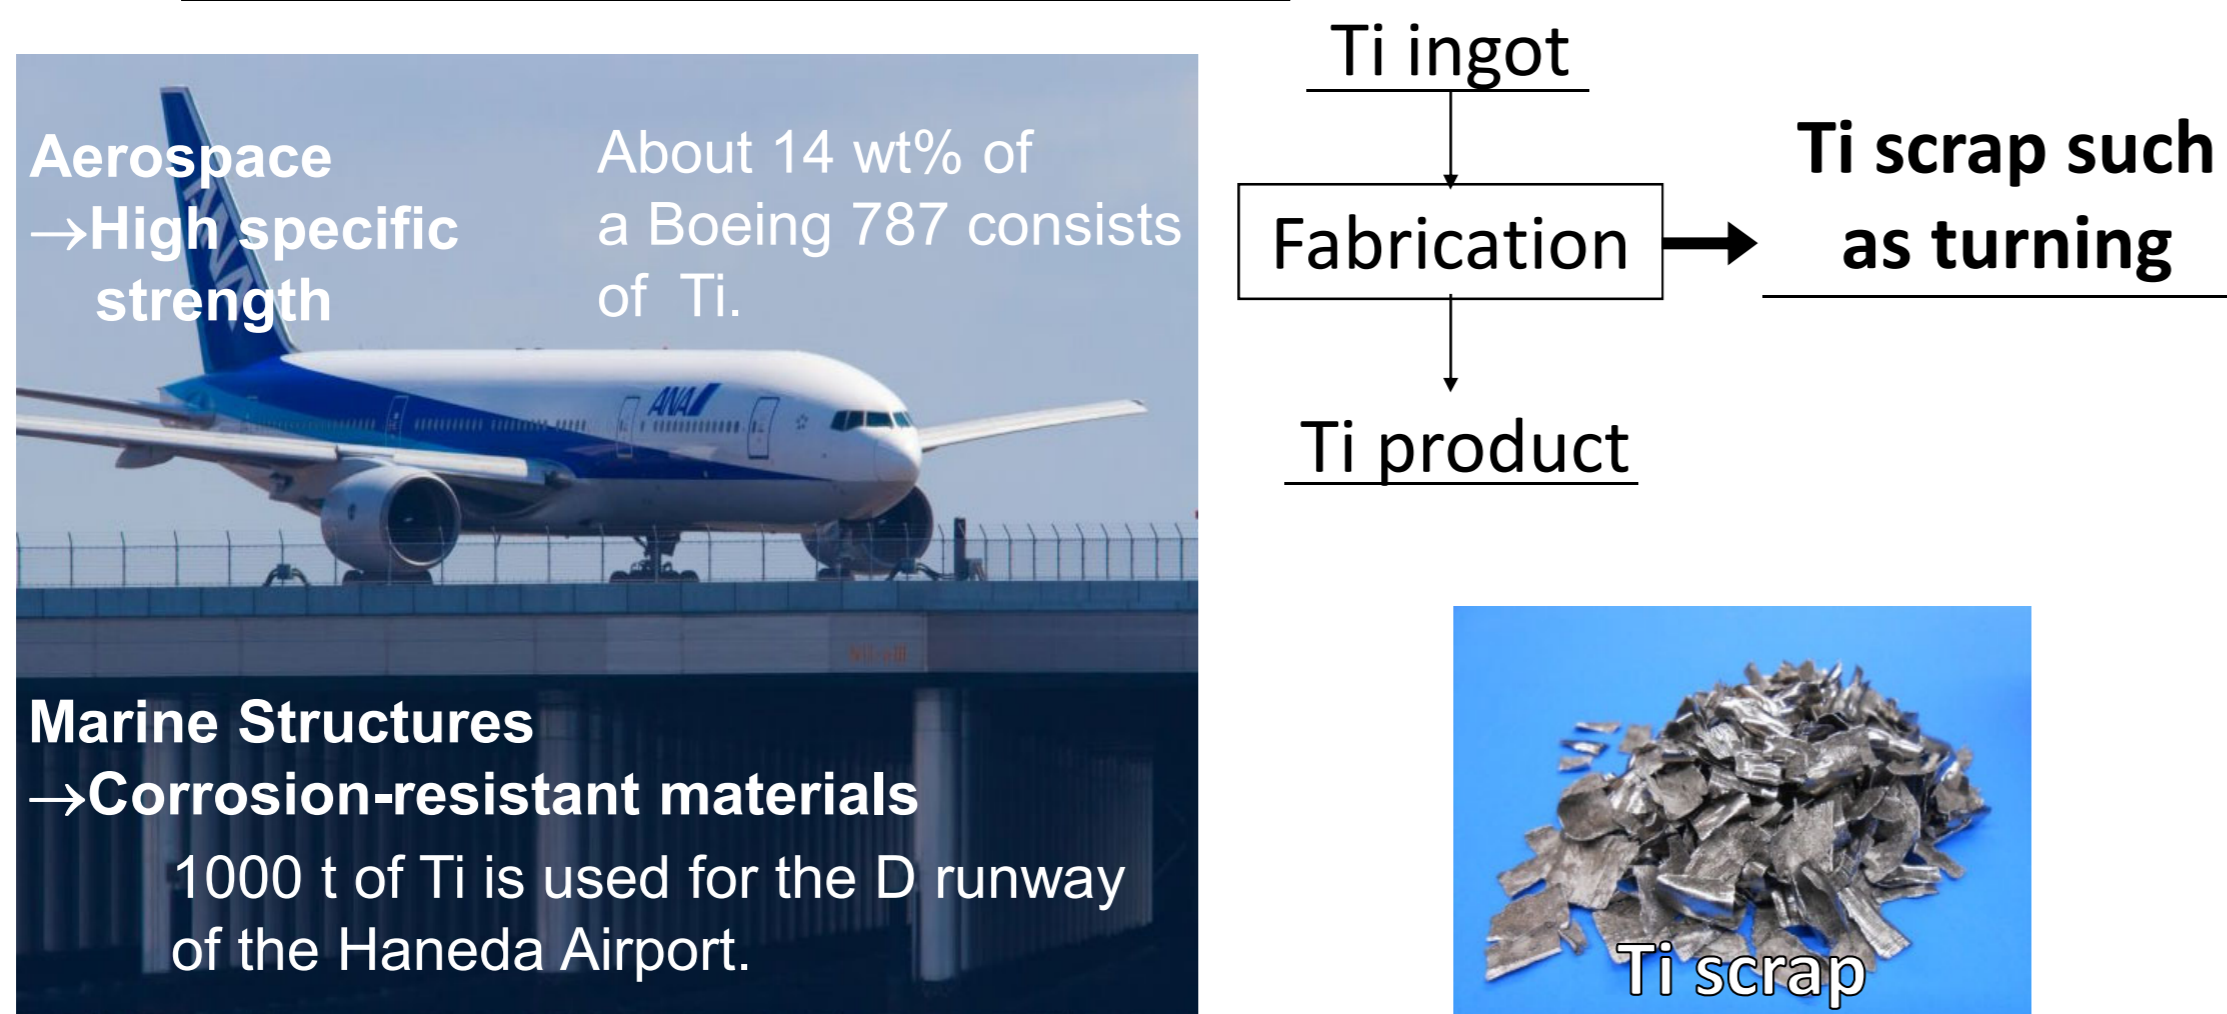 Aerospace
→High specific
strength
About 14 wt% of
a Boeing 787 consists
of Ti.
ANA
ANA
Marine Structures
→Corrosion-resistant materials
1000 t of Ti is used for the D runway
of the Haneda Airport.
Ti ingot
Fabrication
Ti scrap such
as turning
Ti product
Ti scrap